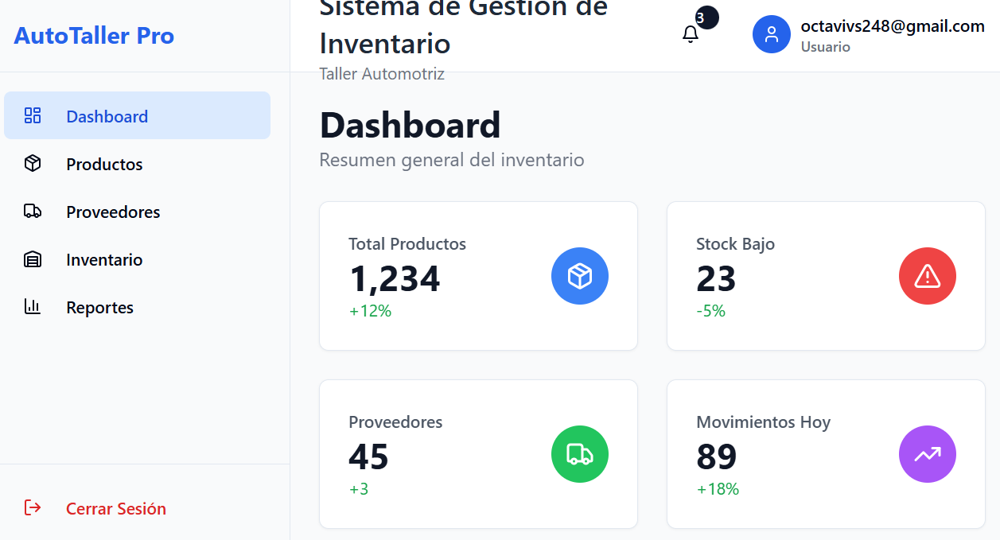 AutoTaller Pro
Dashboard
Productos
Proveedores
Inventario
Reportes
Cerrar Sesión
Sistema de Gestión de
Inventario
Taller Automotriz
3
octavivs248@gmail.com
Usuario
Dashboard
Resumen general del inventario
Total Productos
1,234
+12%
Stock Bajo
23
-5%
Proveedores
45
+3
Movimientos Hoy
89
+18%